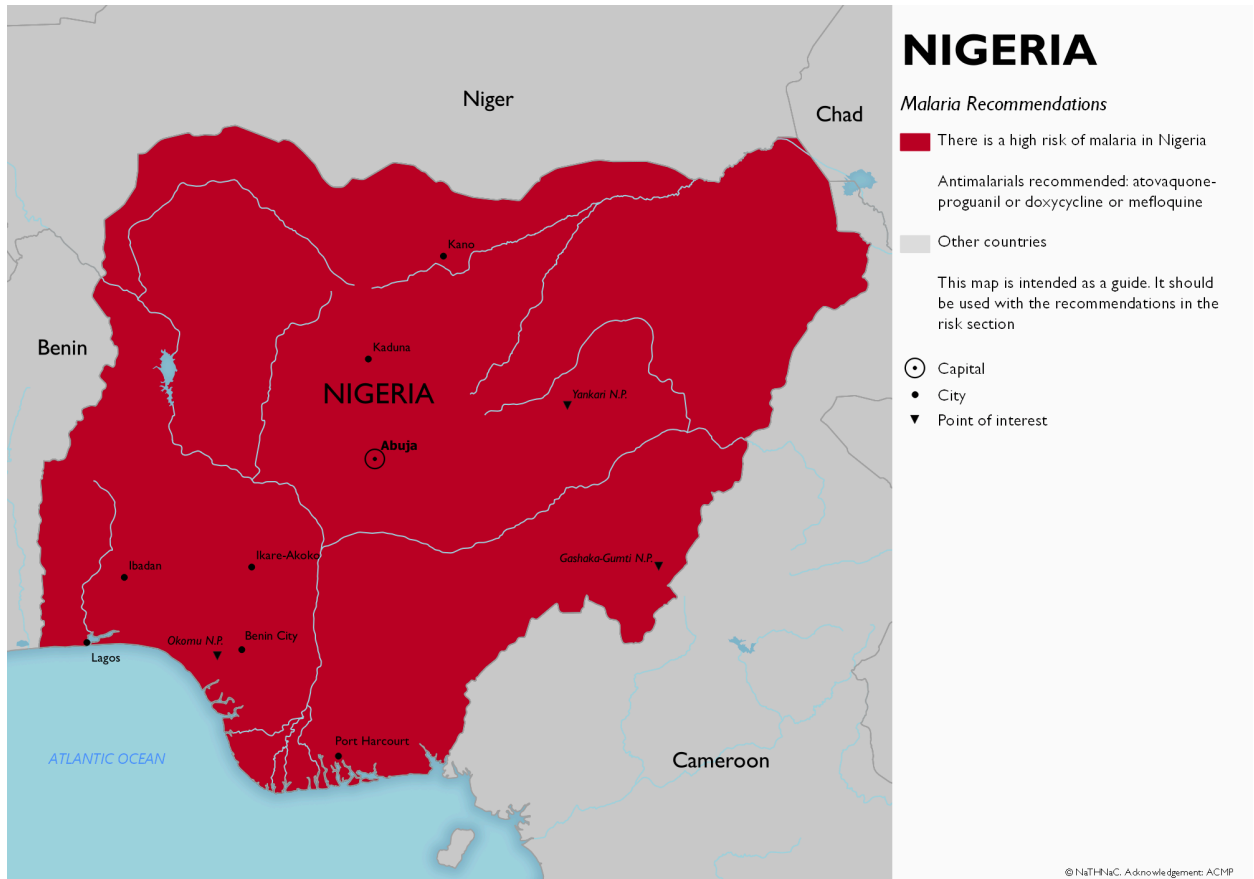 NIGERIA
Malaria Recommendations
There is a high risk of malaria in Nigeria
Antimalarials recommended: atovaquone-
proguanil or doxycycline or mefloquine
Other countries
This map is intended as a guide. It should
be used with the recommendations in the
risk section
Capital
City
Point of interest
Niger
Chad
Kano
Benin
Kaduna
NIGERIA
Yankari N.P.
Abuja
Ikare-Akoko
Gashaka-Gumti N.P.
Ibadan
Okomu N.P.
Benin City
Lagos
Port Harcourt
ATLANTIC OCEAN
Cameroon
© NaTHNaC. Acknowledgement: ACMP